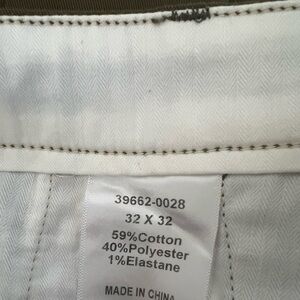 39662-0028
32 X 32
59%Cotton
40%Polyester
1%Elastane
MADE IN CHINA